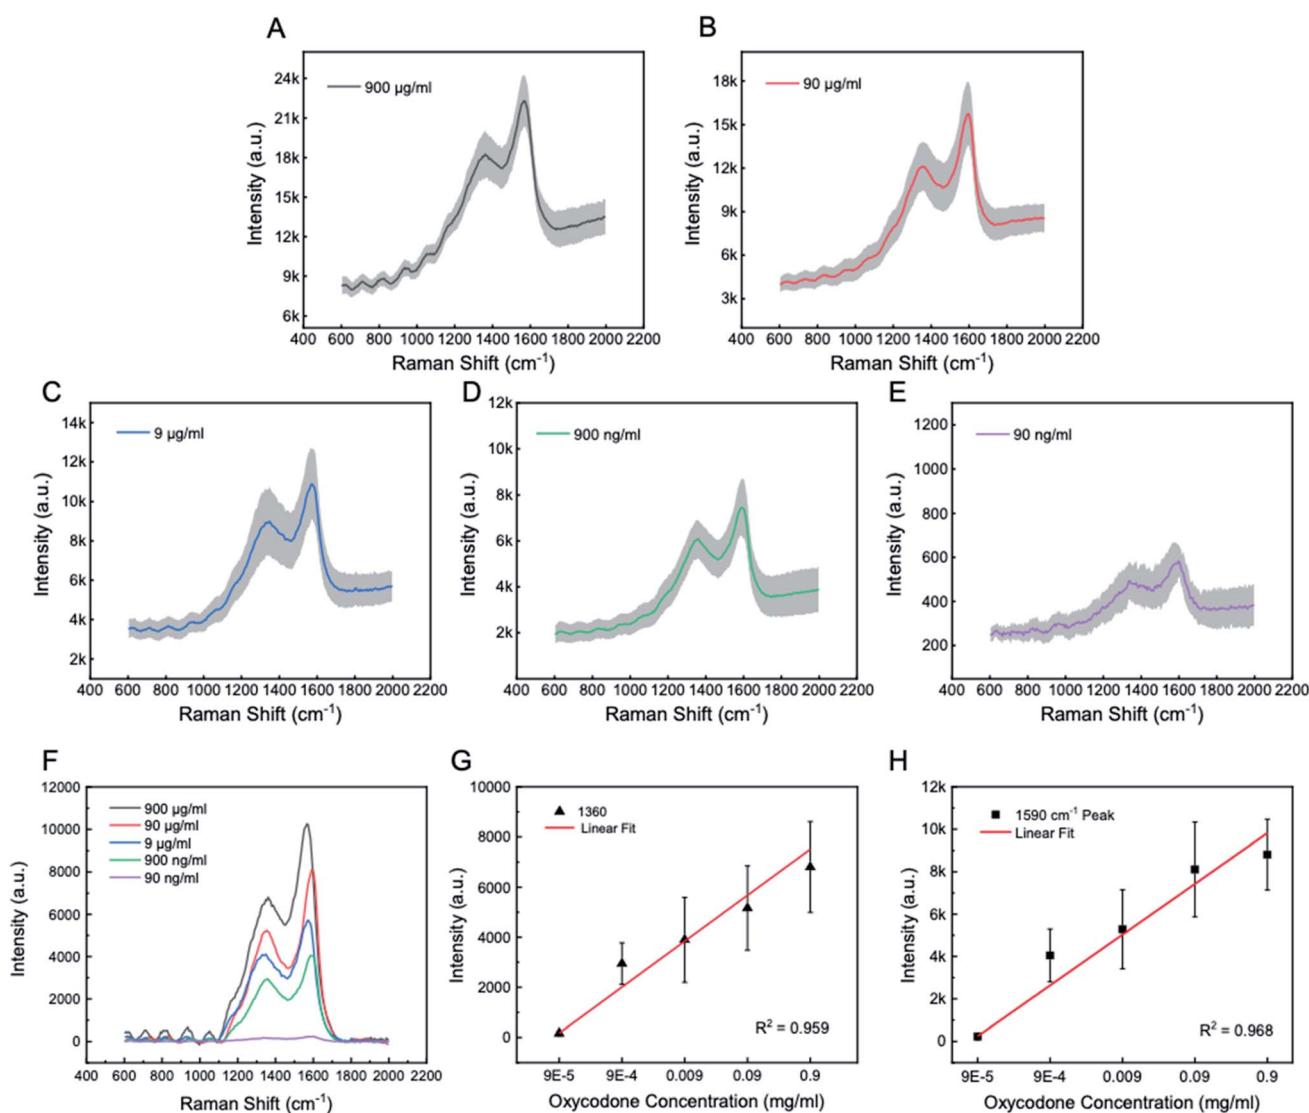 A
24k
21k
18k
15k
12k
9k
6k
900 µg/ml
Intensity (a.u.)
400 600 800 1000 1200 1400 1600 1800 2000 2200
Raman Shift (cm⁻¹)
B
18k
15k
12k
9k
6k
3k
90 µg/ml
Intensity (a.u.)
400 600 800 1000 1200 1400 1600 1800 2000 2200
Raman Shift (cm⁻¹)
C
14k
12k
10k
8k
6k
4k
2k
9 µg/ml
Intensity (a.u.)
400 600 800 1000 1200 1400 1600 1800 2000 2200
Raman Shift (cm⁻¹)
D
12k
10k
8k
6k
4k
2k
900 ng/ml
Intensity (a.u.)
400 600 800 1000 1200 1400 1600 1800 2000 2200
Raman Shift (cm⁻¹)
E
1200
1000
800
600
400
200
90 ng/ml
Intensity (a.u.)
400 600 800 1000 1200 1400 1600 1800 2000 2200
Raman Shift (cm⁻¹)
F
12000
10000
8000
6000
4000
2000
0
900 µg/ml
90 µg/ml
9 µg/ml
900 ng/ml
90 ng/ml
Intensity (a.u.)
400 600 800 1000 1200 1400 1600 1800 2000 2200
Raman Shift (cm⁻¹)
G
10000
8000
6000
4000
2000
0
1360
Linear Fit
R² = 0.959
Intensity (a.u.)
9E-5 9E-4 0.009 0.09 0.9
Oxycodone Concentration (mg/ml)
H
12k
10k
8k
6k
4k
2k
0
1590 cm⁻¹ Peak
Linear Fit
R² = 0.968
Intensity (a.u.)
9E-5 9E-4 0.009 0.09 0.9
Oxycodone Concentration (mg/ml)